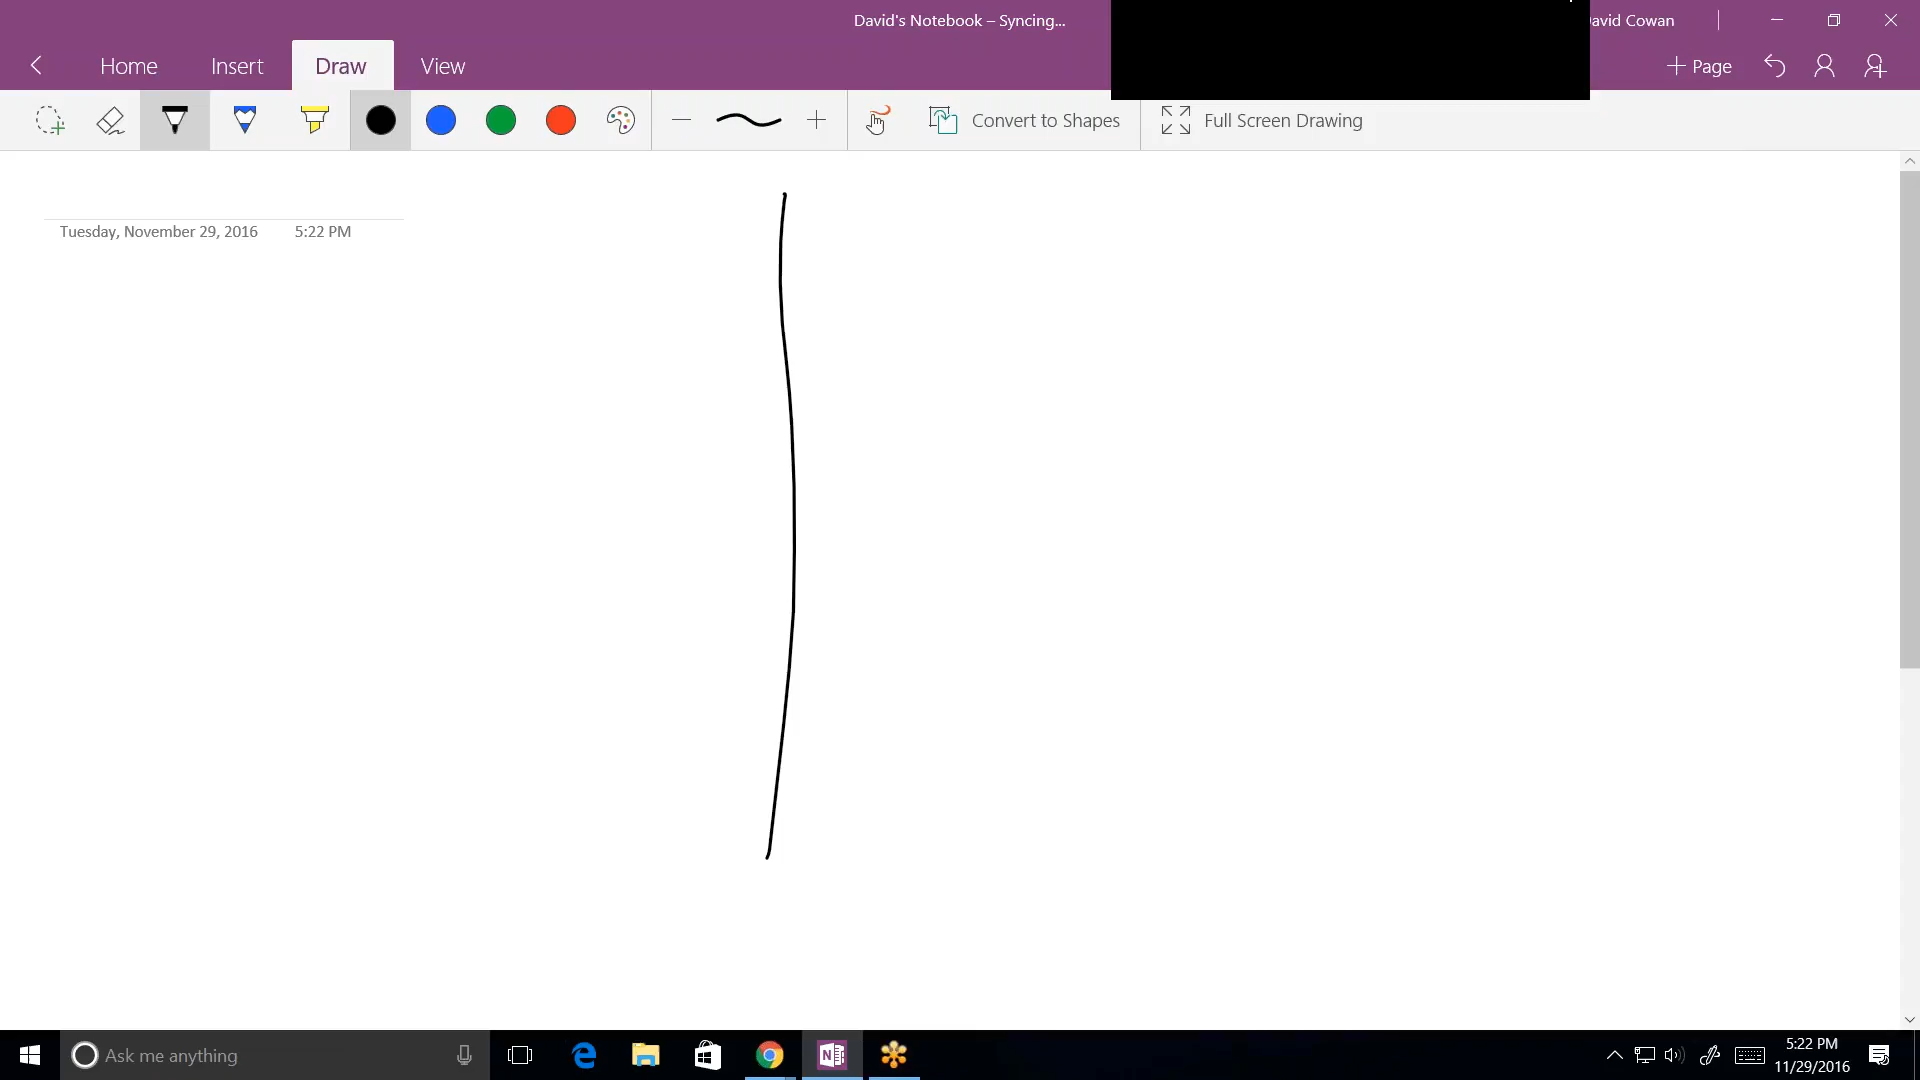 David's Notebook – Syncing...
avid Cowan
Home Insert Draw View
Page
Convert to Shapes Full Screen Drawing
Tuesday, November 29, 2016 5:22 PM
Ask me anything
5:22 PM
11/29/2016